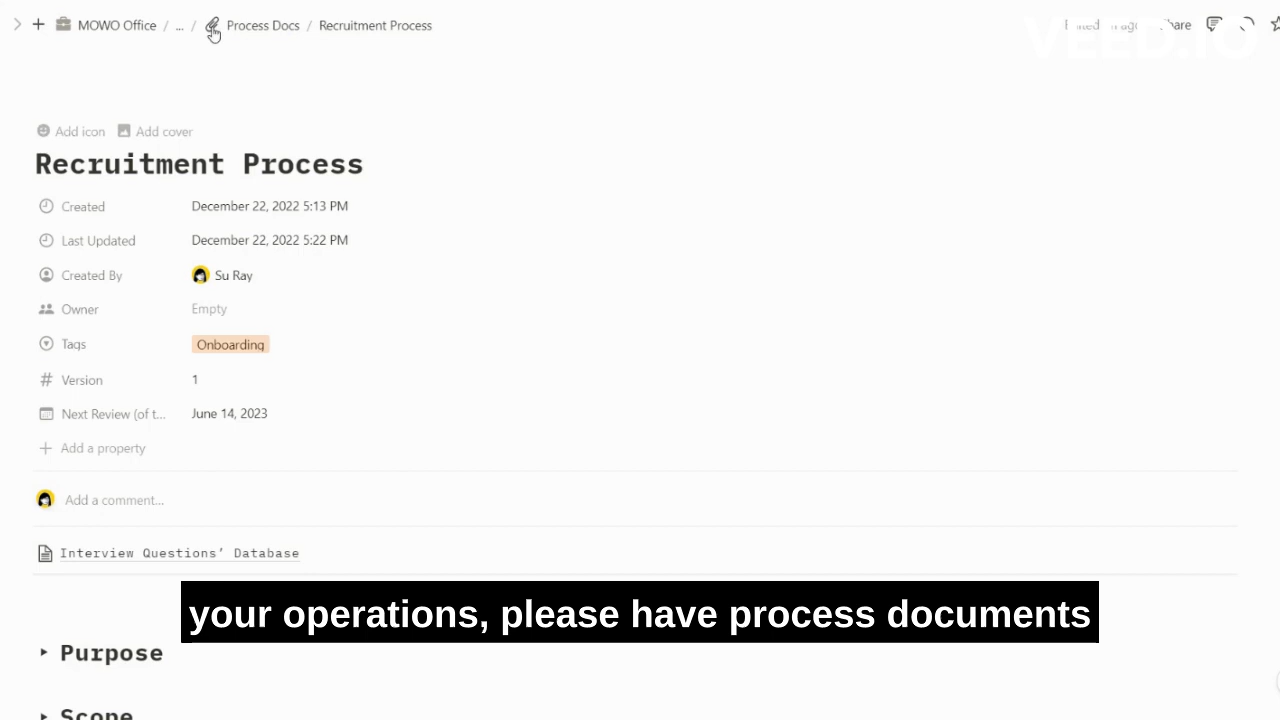 MOWO Office / ... / Process Docs / Recruitment Process
VEED.IO
Add icon Add cover
Recruitment Process
Created December 22, 2022 5:13 PM
Last Updated December 22, 2022 5:22 PM
Created By Su Ray
Owner Empty
Tags Onboarding
# Version 1
Next Review (of t... June 14, 2023
+ Add a property
Add a comment...
Interview Questions’ Database
your operations, please have process documents
Purpose
Scope